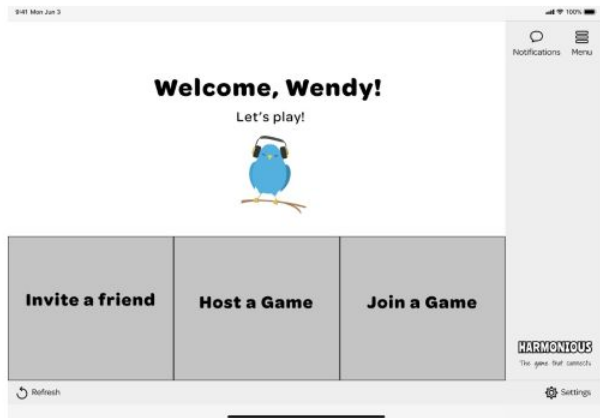 9:41 Mon Jun 3
100%
Notifications
Menu
Welcome, Wendy!
Let's play!
Invite a friend
Host a Game
Join a Game
HARMONIOUS
The game that connects
Refresh
Settings